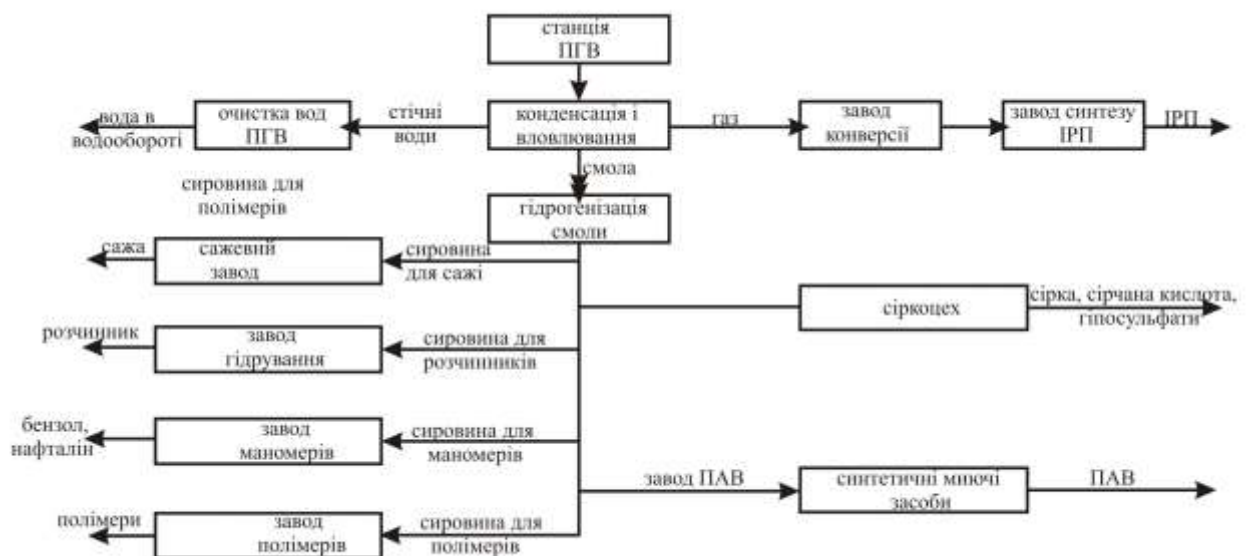 станція
ПГВ
вода в
водообороті
очистка вод
ПГВ
стічні
води
конденсація і
вловлювання
газ
завод
конверсії
завод синтезу
ІРП
ІРП
смола
сировина для
полімерів
гідрогенізація
смоли
сажа
сажевий
завод
сировина
для сажі
сіркоцех
сірка, сірчана кислота,
гіпосульфати
розчинник
завод
гідрування
сировина для
розчинників
бензол,
нафталін
завод
маномерів
сировина для
маномерів
завод ПАВ
синтетичні миючі
засоби
ПАВ
полімери
завод
полімерів
сировина для
полімерів